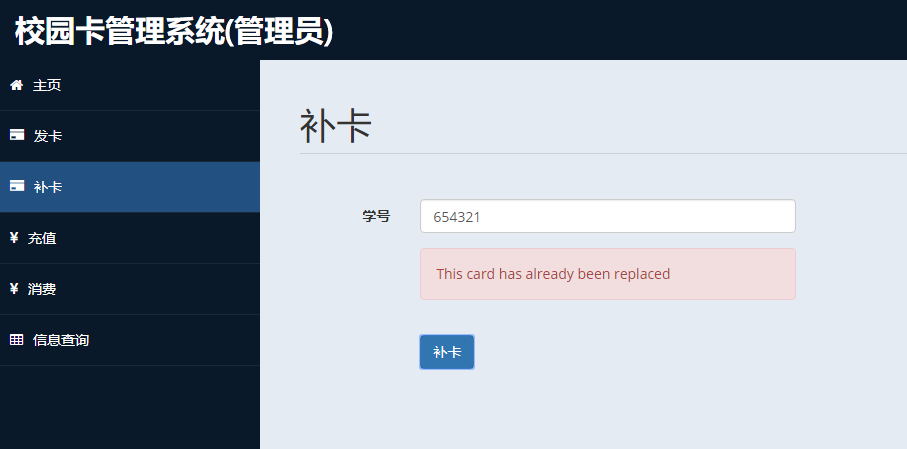 校园卡管理系统(管理员)
主页
发卡
补卡
¥ 充值
¥ 消费
信息查询
补卡
学号
654321
This card has already been replaced
补卡